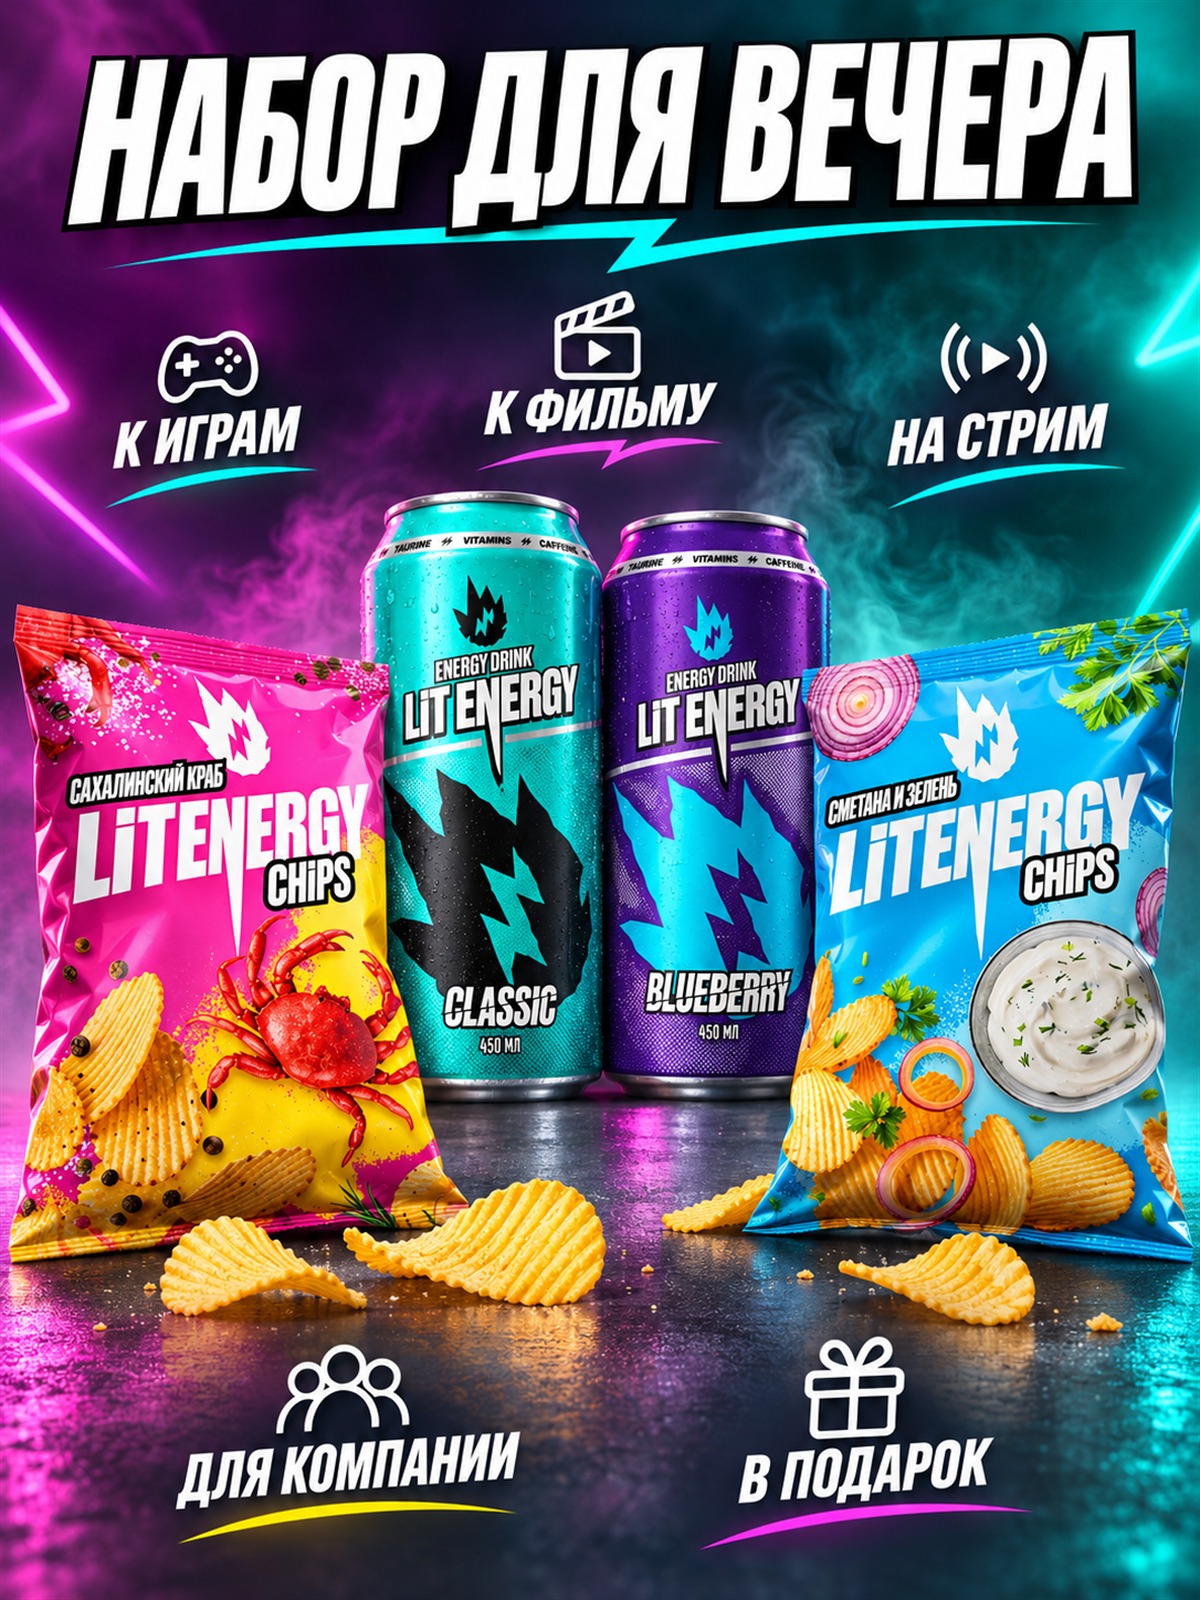 НАБОР ДЛЯ ВЕЧЕРА
К ИГРАМ
К ФИЛЬМУ
НА СТРИМ
TAURINE VITAMINS CAFFEINE
ENERGY DRINK
LIT ENERGY
CLASSIC
450 МЛ
TAURINE VITAMINS CAFFEINE
ENERGY DRINK
LIT ENERGY
BLUEBERRY
450 МЛ
САХАЛИНСКИЙ КРАБ
LITENERGY
CHIPS
СМЕТАНА И ЗЕЛЕНЬ
LITENERGY
CHIPS
ДЛЯ КОМПАНИИ
В ПОДАРОК